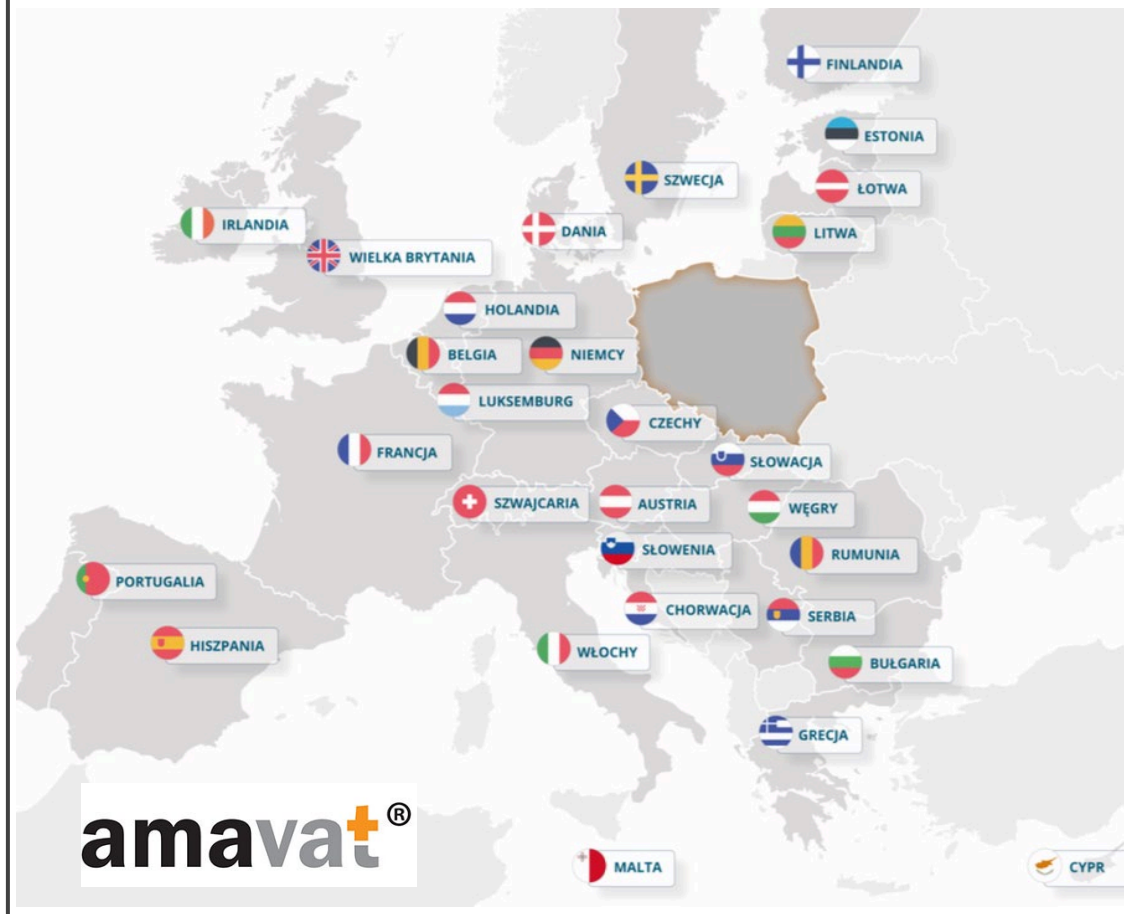 FINLANDIA
ESTONIA
SZWECJA
ŁOTWA
IRLANDIA
DANIA
LITWA
WIELKA BRYTANIA
HOLANDIA
BELGIA
NIEMCY
LUKSEMBURG
CZECHY
FRANCJA
SŁOWACJA
SZWAJCARIA
AUSTRIA
WĘGRY
SŁOWENIA
RUMUNIA
PORTUGALIA
CHORWACJA
SERBIA
HISZPANIA
WŁOCHY
BUŁGARIA
GRECJA
amavat®
MALTA
CYPR